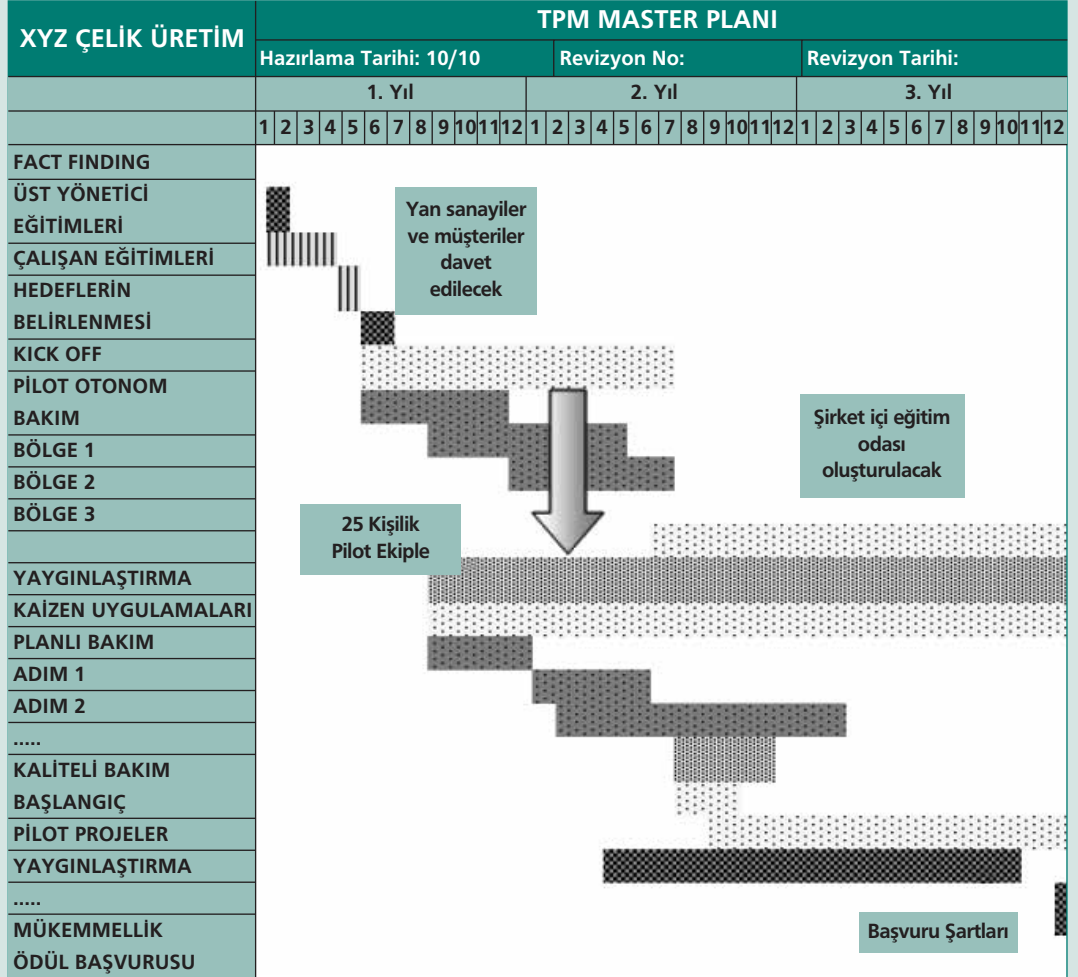 XYZ ÇELİK ÜRETİM
TPM MASTER PLANI
Hazırlama Tarihi: 10/10 Revizyon No: Revizyon Tarihi:
1. Yıl 2. Yıl 3. Yıl
1 2 3 4 5 6 7 8 9 10 11 12 1 2 3 4 5 6 7 8 9 10 11 12 1 2 3 4 5 6 7 8 9 10 11 12
FACT FINDING
ÜST YÖNETİCİ
EĞİTİMLERİ
ÇALIŞAN EĞİTİMLERİ
HEDEFLERİN
BELİRLENMESİ
KICK OFF
PİLOT OTONOM
BAKIM
BÖLGE 1
BÖLGE 2
BÖLGE 3
YAYGINLAŞTIRMA
KAİZEN UYGULAMALARI
PLANLI BAKIM
ADIM 1
ADIM 2
.....
KALİTELİ BAKIM
BAŞLANGIÇ
PİLOT PROJELER
YAYGINLAŞTIRMA
.....
MÜKEMMELLİK
ÖDÜL BAŞVURUSU
Yan sanayiler
ve müşteriler
davet
edilecek
Şirket içi eğitim
odası
oluşturulacak
25 Kişilik
Pilot Ekiple
Başvuru Şartları